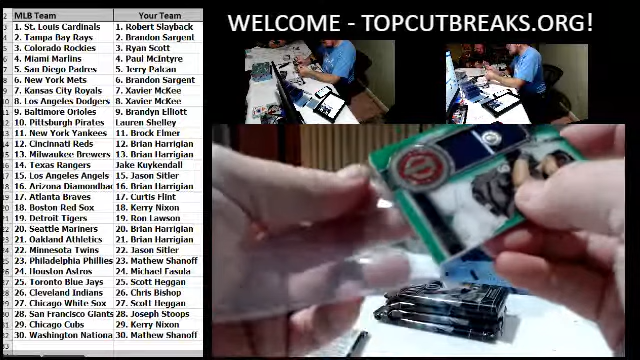 WELCOME - TOPCUTBREAKS.ORG!
MLB Team Your Team
1. St. Louis Cardinals 1. Robert Slayback
2. Tampa Bay Rays 2. Brandon Sargent
3. Colorado Rockies 3. Ryan Scott
4. Miami Marlins 4. Paul McIntyre
5. San Diego Padres 5. Terry Palcan
6. New York Mets 6. Brandon Sargent
7. Kansas City Royals 7. Xavier McKee
8. Los Angeles Dodgers 8. Xavier McKee
9. Baltimore Orioles 9. Brandyn Elliott
10. Pittsburgh Pirates Lauren Shelley
11. New York Yankees 11. Brock Elmer
12. Cincinnati Reds 12. Brian Harrigan
13. Milwaukee Brewers 13. Brian Harrigan
14. Texas Rangers Jake Kuykendall
15. Los Angeles Angels 15. Jason Sitler
16. Arizona Diamondbac 16. Brian Harrigan
17. Atlanta Braves 17. Curtis Flint
18. Boston Red Sox 18. Kerry Nixon
19. Detroit Tigers 19. Ron Lawson
20. Seattle Mariners 20. Brian Harrigan
21. Oakland Athletics 21. Brian Harrigan
22. Minnesota Twins 22. Jason Sitler
23. Philadelphia Phillies 23. Mathew Shanoff
24. Houston Astros 24. Michael Fasula
25. Toronto Blue Jays 25. Scott Heggan
26. Cleveland Indians 26. Chris Bishop
27. Chicago White Sox 27. Scott Heggan
28. San Francisco Giants 28. Joseph Stoops
29. Chicago Cubs 29. Kerry Nixon
30. Washington Nationa 30. Mathew Shanoff